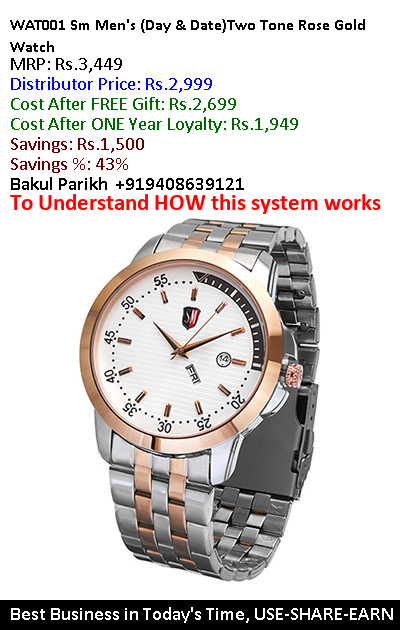 WAT001 Sm Men's (Day & Date)Two Tone Rose Gold
Watch
MRP: Rs.3,449
Distributor Price: Rs.2,999
Cost After FREE Gift: Rs.2,699
Cost After ONE Year Loyalty: Rs.1,949
Savings: Rs.1,500
Savings %: 43%
Bakul Parikh +919408639121
To Understand HOW this system works
55
50
45
40
35
30
25
20
14
FRI
Best Business in Today's Time, USE-SHARE-EARN